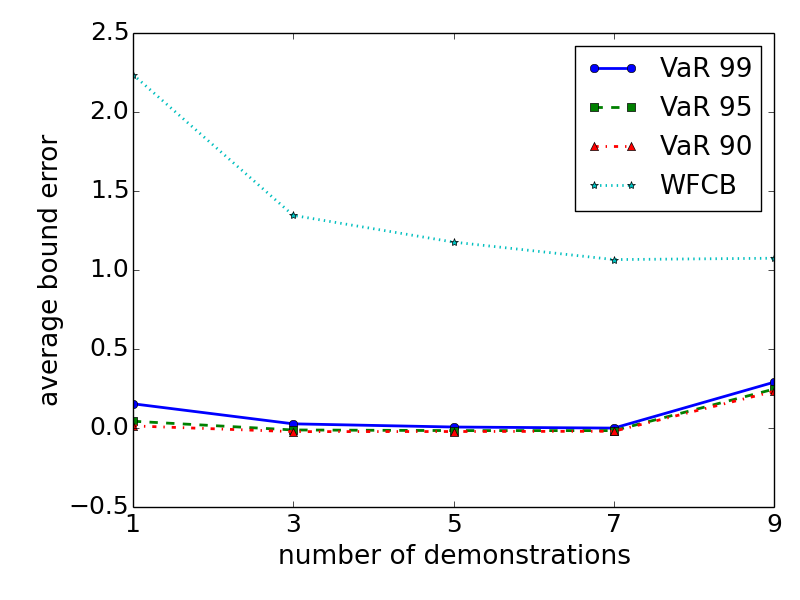 2.5
2.0
1.5
1.0
0.5
0.0
−0.5
1 3 5 7 9
average bound error
number of demonstrations
VaR 99
VaR 95
VaR 90
WFCB